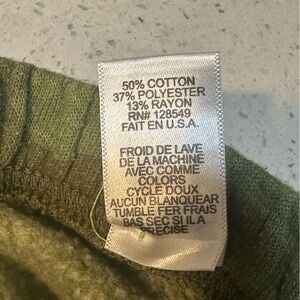 50% COTTON
37% POLYESTER
13% RAYON
RN# 128549
FAIT EN U.S.A.
FROID DE LAVE
DE LA MACHINE
AVEC COMME
COLORS
CYCLE DOUX
AUCUN BLANQUEAR
TUMBLE FER FRAIS
BAS SEC SI ILA
PRECISE